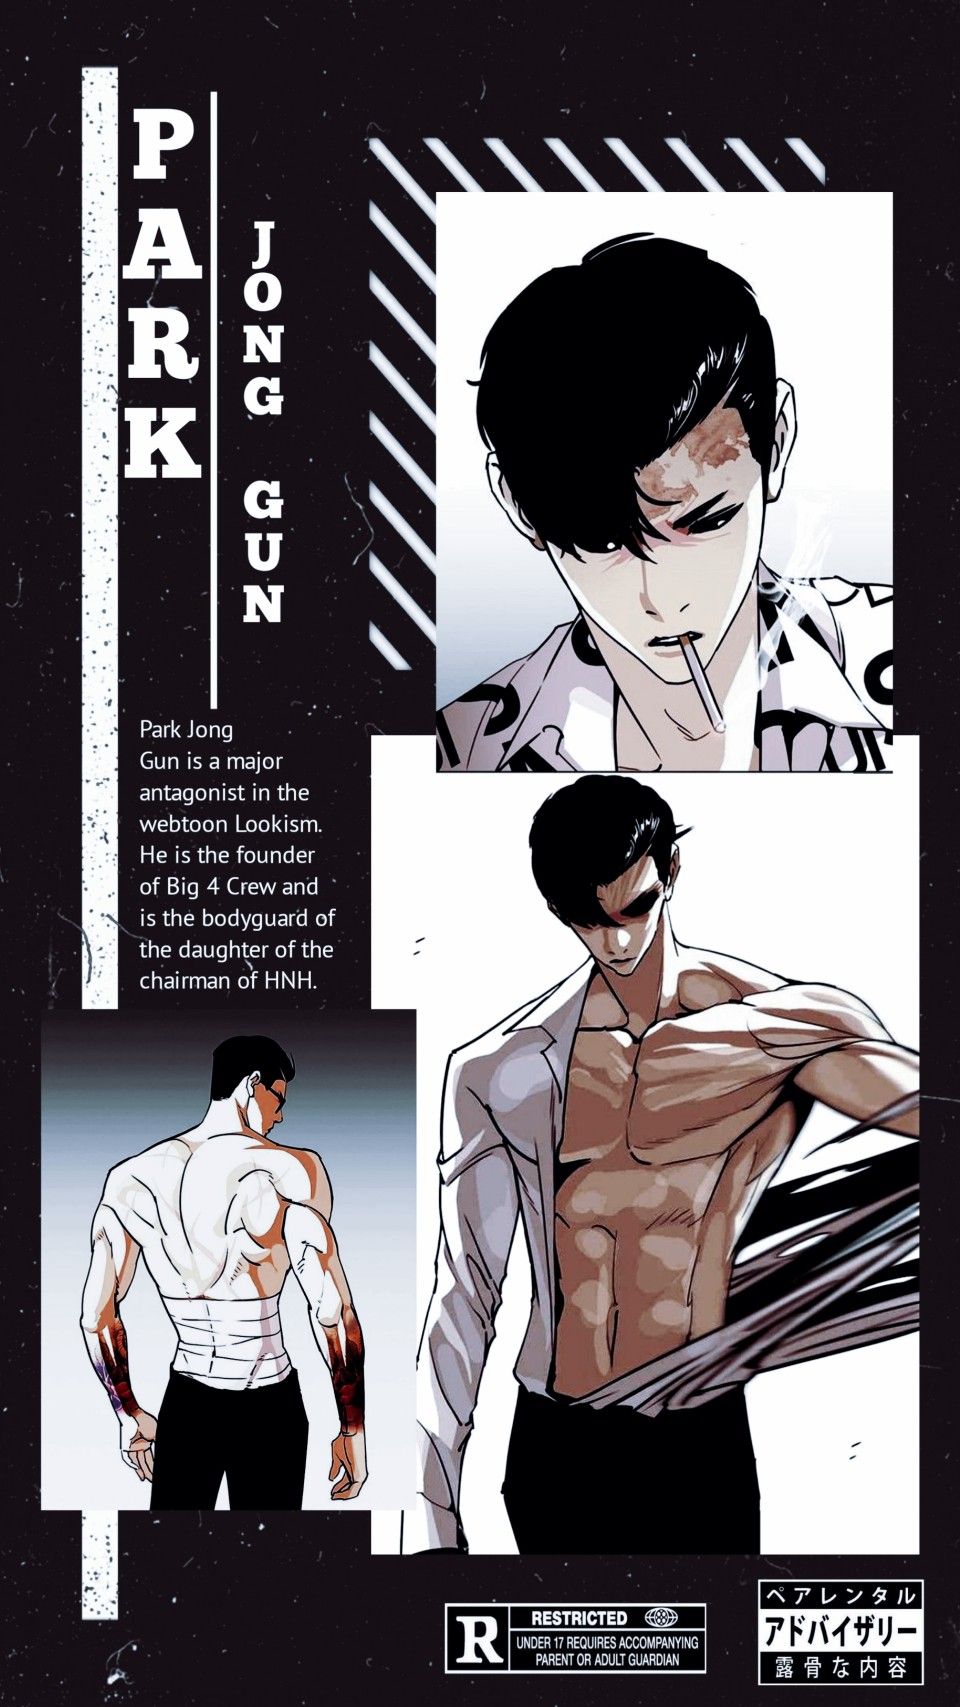 PARK
JONG GUN
Park Jong
Gun is a major
antagonist in the
webtoon Lookism.
He is the founder
of Big 4 Crew and
is the bodyguard of
the daughter of the
chairman of HNH.
R
RESTRICTED
UNDER 17 REQUIRES ACCOMPANYING
PARENT OR ADULT GUARDIAN
ペアレンタル
アドバイザリー
露骨な内容